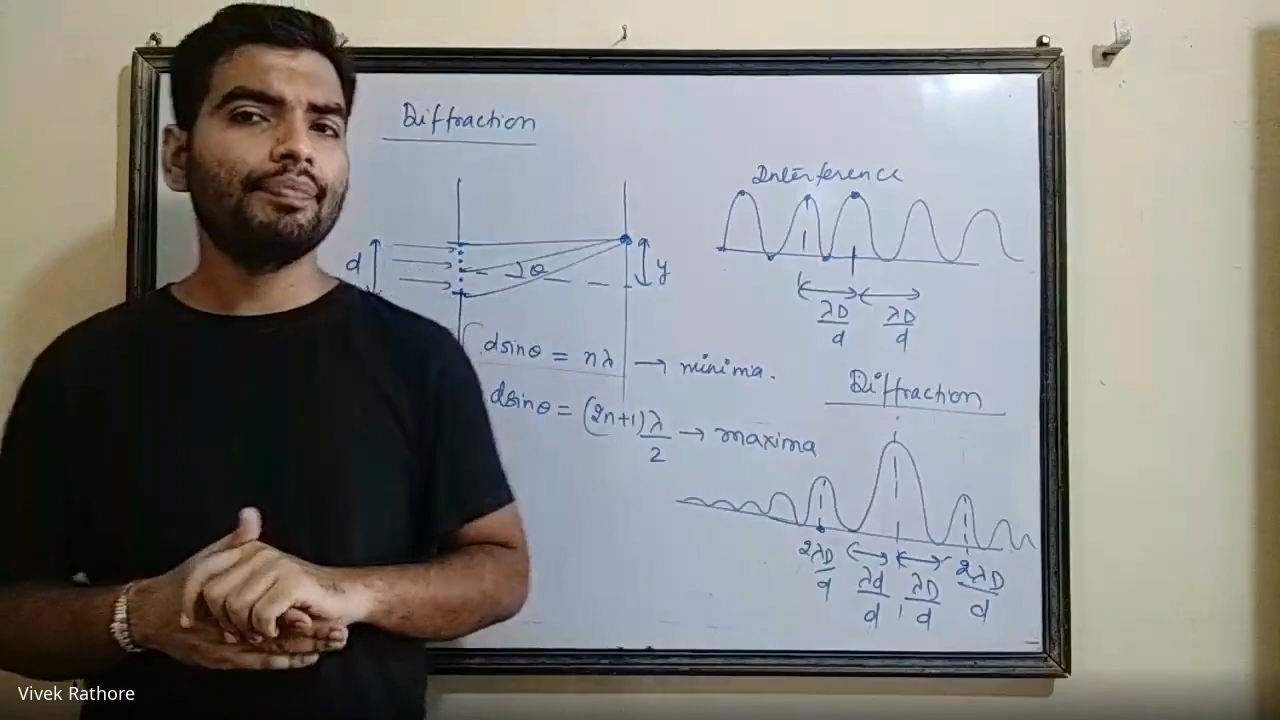 Diffraction
d
θ
y
dsinθ = nλ → minima.
dsinθ = (2n+1)λ/2 → maxima
Interference
λD/d λD/d
Diffraction
2λD/d λd/d λD/d 2λD/d
Vivek Rathore